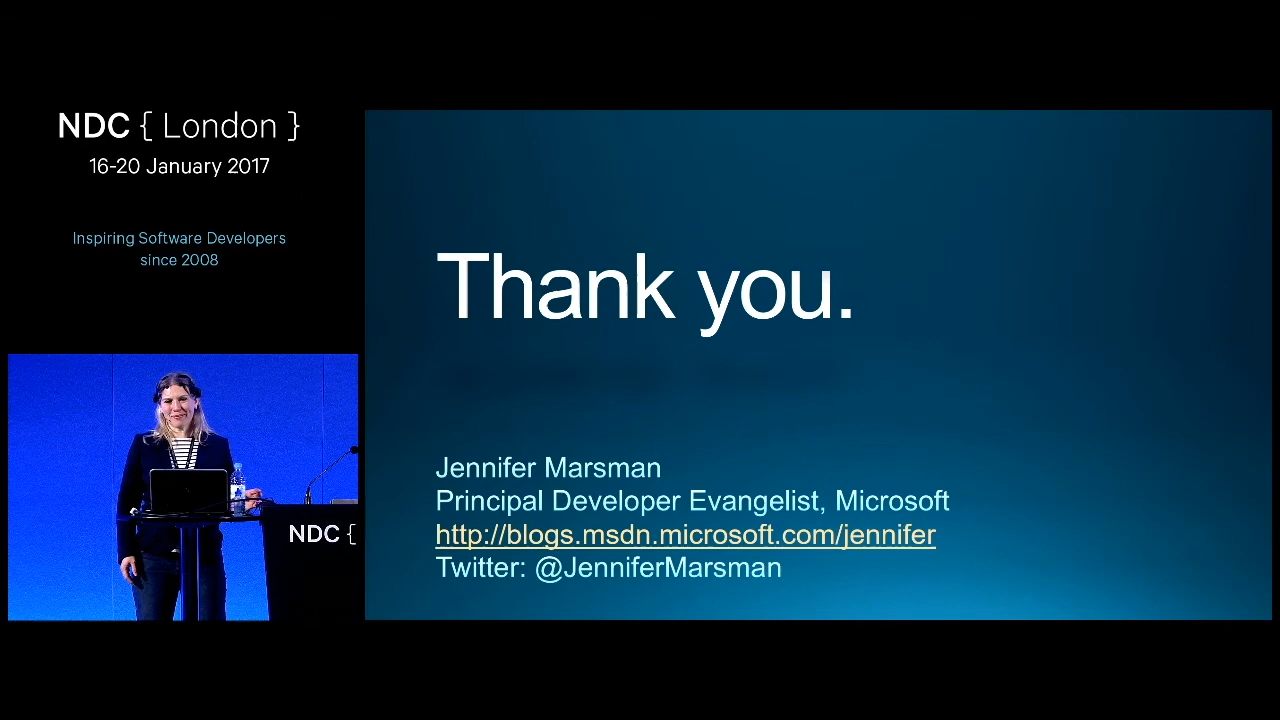 NDC { London }
16-20 January 2017
Inspiring Software Developers
since 2008
Thank you.
Jennifer Marsman
Principal Developer Evangelist, Microsoft
http://blogs.msdn.microsoft.com/jennifer
Twitter: @JenniferMarsman
NDC {